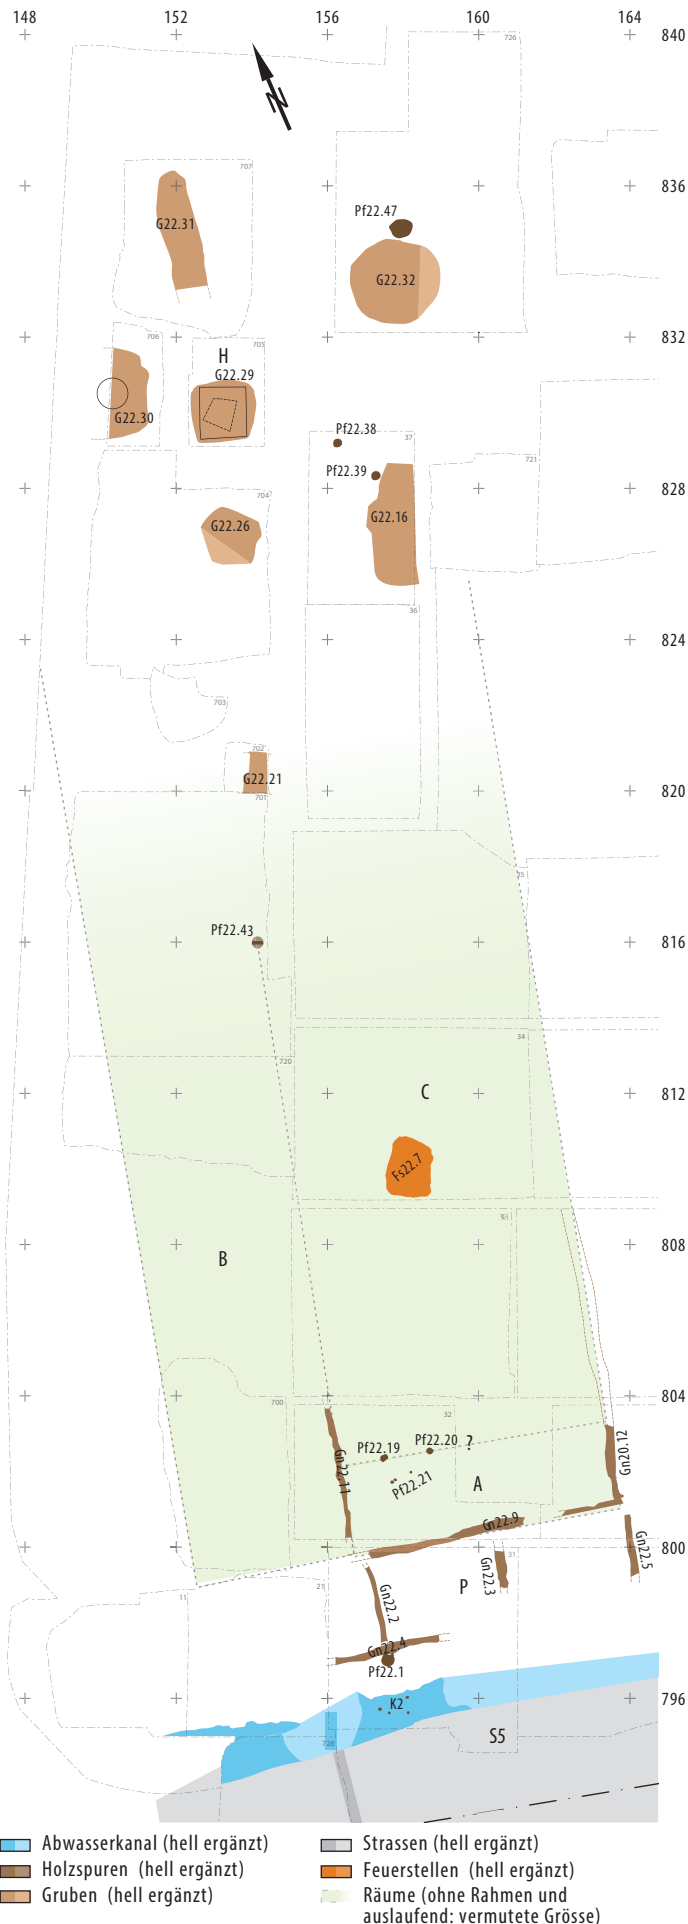 148 152 156 160 164
840
726
707
836
Pf22.47
G22.31
G22.32
832
706
705
H
G22.29
G22.30
Pf22.38
37
Pf22.39
721
828
704
G22.16
G22.26
36
824
703
702
G22.21
820
701
35
Pf22.43
816
34
720
812
C
Fs22.7
33
808
B
804
700
32
Pf22.19
Pf22.20
?
Gn22.11
Pf22.21
A
Gn20.12
Gn22.9
800
31
Gn22.5
Gn22.3
P
21
11
Gn22.2
Gn22.4
Pf22.1
796
K2
S5
728
Abwasserkanal (hell ergänzt)
Holzspuren (hell ergänzt)
Gruben (hell ergänzt)
Strassen (hell ergänzt)
Feuerstellen (hell ergänzt)
Räume (ohne Rahmen und
auslaufend: vermutete Grösse)